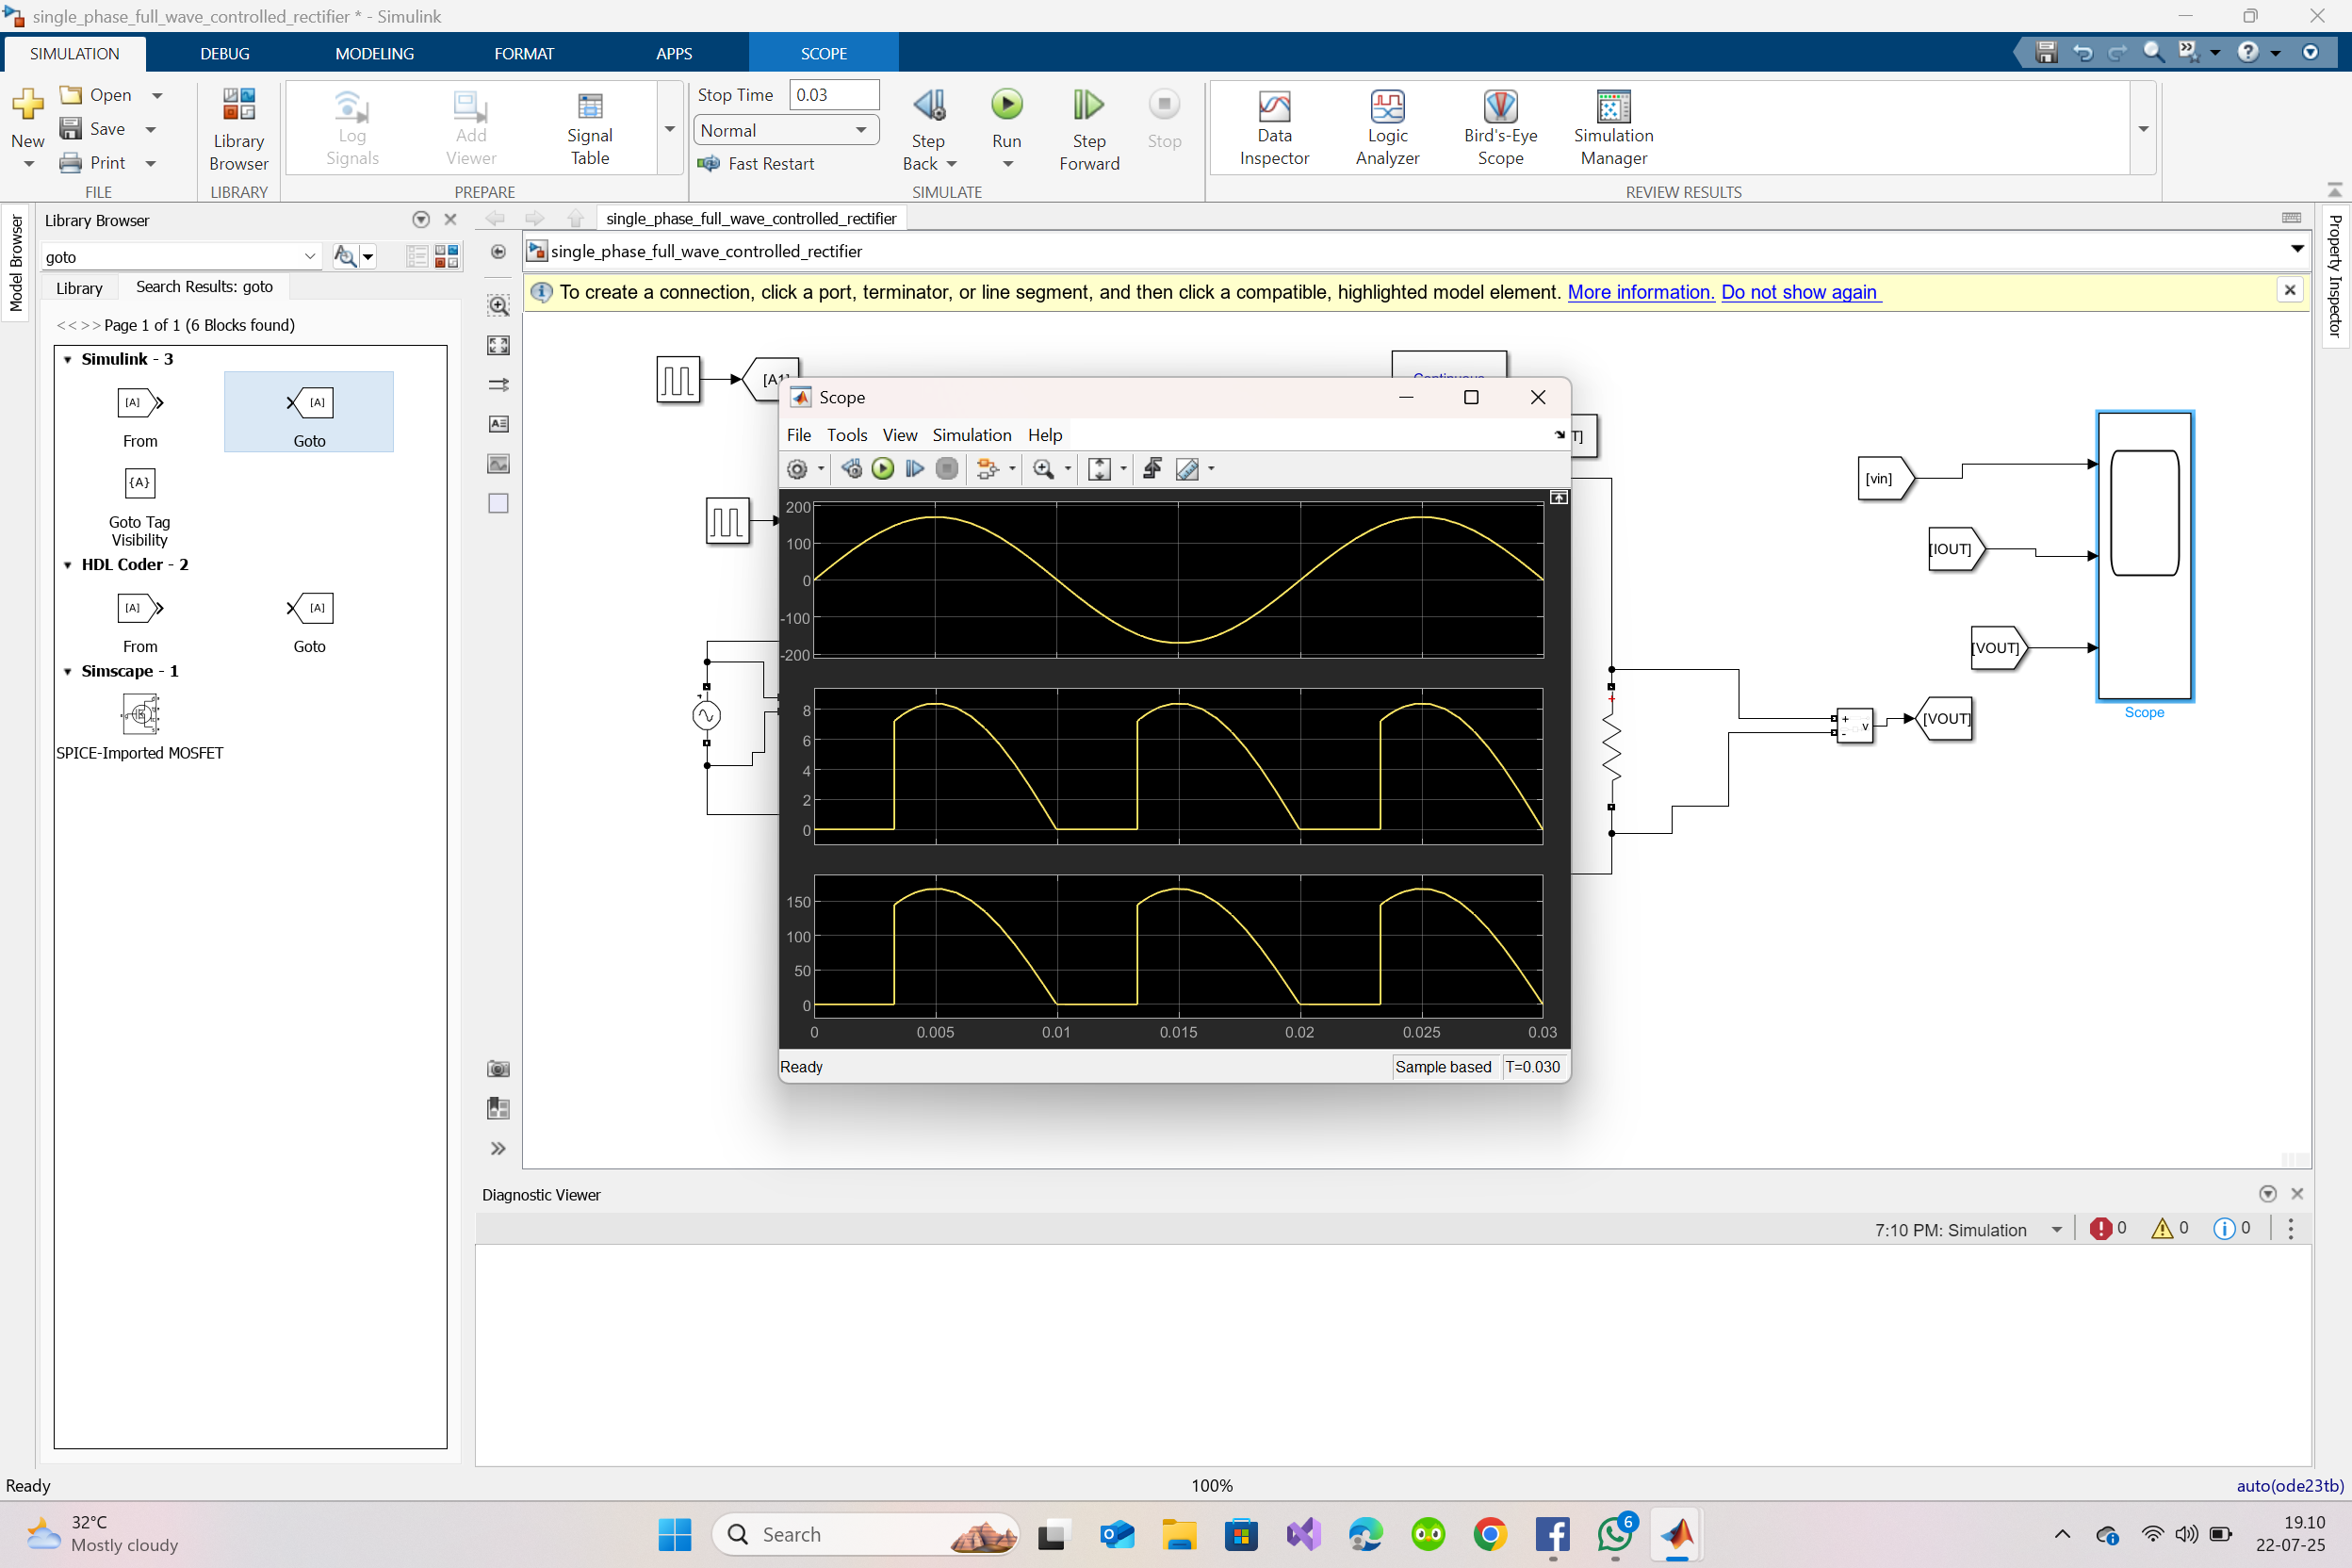 single_phase_full_wave_controlled_rectifier * - Simulink
SIMULATION DEBUG MODELING FORMAT APPS SCOPE
New
Open
Save
Print
FILE
Library Browser
LIBRARY
Log Signals
Add Viewer
Signal Table
PREPARE
Stop Time 0.03
Normal
Fast Restart
Step Back
Run
Step Forward
Stop
SIMULATE
Data Inspector
Logic Analyzer
Bird's-Eye Scope
Simulation Manager
REVIEW RESULTS
Model Browser
Library Browser
goto
Library Search Results: goto
<< >> Page 1 of 1 (6 Blocks found)
Simulink - 3
[A] [A]
From Goto
{A}
Goto Tag Visibility
HDL Coder - 2
[A] [A]
From Goto
Simscape - 1
SPICE-Imported MOSFET
single_phase_full_wave_controlled_rectifier
single_phase_full_wave_controlled_rectifier
To create a connection, click a port, terminator, or line segment, and then click a compatible, highlighted model element. More information. Do not show again
Property Inspector
[A1]
Continuous
T]
Scope
File Tools View Simulation Help
200
100
0
-100
-200
8
6
4
2
0
150
100
50
0
0 0.005 0.01 0.015 0.02 0.025 0.03
Ready Sample based T=0.030
[vin]
[IOUT]
[VOUT]
Scope
+ v
-
[VOUT]
+
Diagnostic Viewer
7:10 PM: Simulation 0 0 0
Ready 100% auto(ode23tb)
32°C
Mostly cloudy
Search
6
19.10
22-07-25